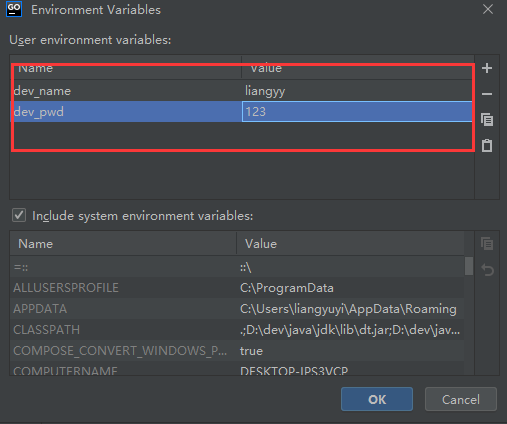 GO Environment Variables
User environment variables:
Name Value
dev_name liangyy
dev_pwd 123
Include system environment variables:
Name Value
=:: ::\
ALLUSERSPROFILE C:\ProgramData
APPDATA C:\Users\liangyuyi\AppData\Roaming
CLASSPATH .;D:\dev\java\jdk\lib\dt.jar;D:\dev\jav...
COMPOSE_CONVERT_WINDOWS_P... true
COMPUTERNAME DESKTOP-IPS3VCP
OK Cancel